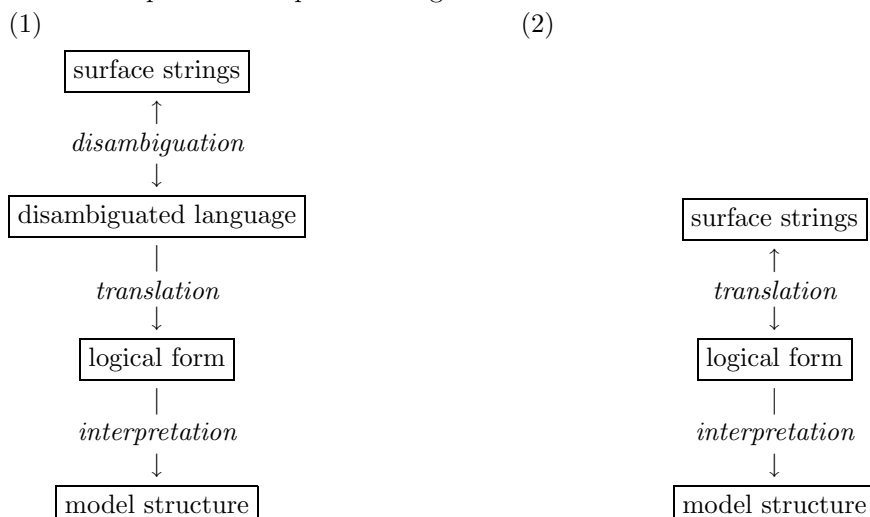 (1) (2)
surface strings
disambiguation
disambiguated language surface strings
translation translation
logical form logical form
interpretation interpretation
model structure model structure